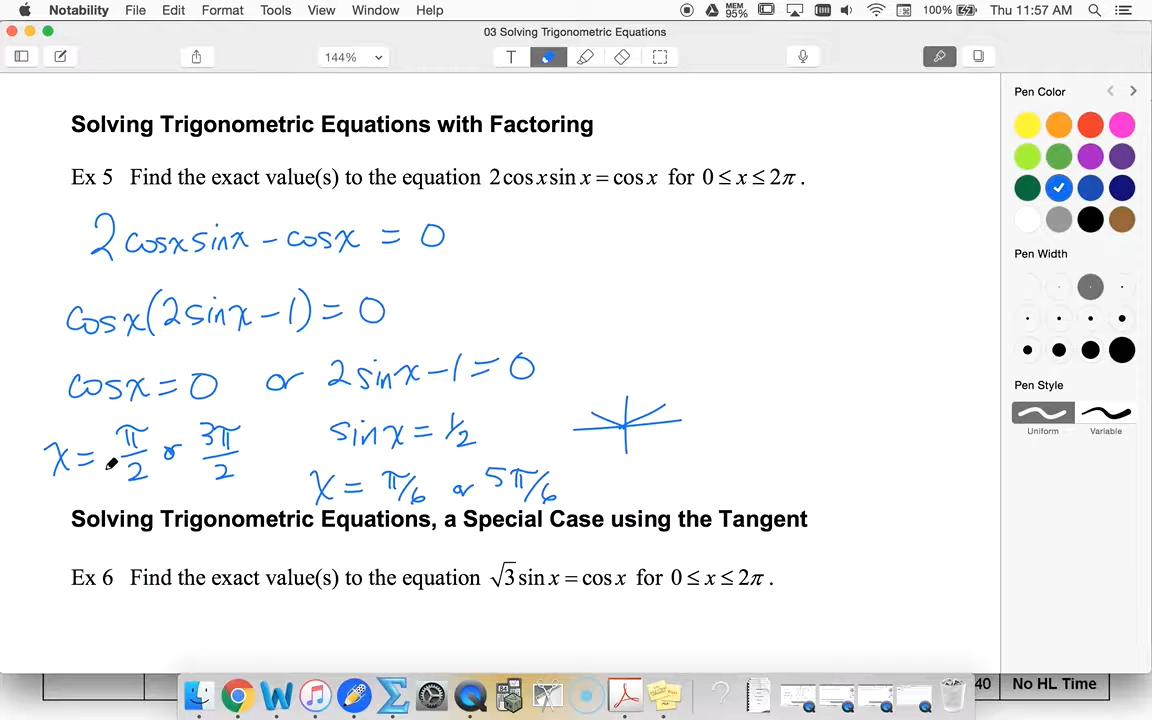 Notability File Edit Format Tools View Window Help MEM 95% 100% Thu 11:57 AM
03 Solving Trigonometric Equations
144% T
Pen Color
Solving Trigonometric Equations with Factoring
Ex 5 Find the exact value(s) to the equation 2cos x sin x = cos x for 0 ≤ x ≤ 2π .
2cosxsinx - cosx = 0
Pen Width
cosx(2sinx - 1) = 0
cosx = 0 or 2sinx - 1 = 0
Pen Style
Uniform Variable
sinx = 1/2
x = π/2 or 3π/2
x = π/6 or 5π/6
Solving Trigonometric Equations, a Special Case using the Tangent
Ex 6 Find the exact value(s) to the equation √3 sin x = cos x for 0 ≤ x ≤ 2π .
40 No HL Time